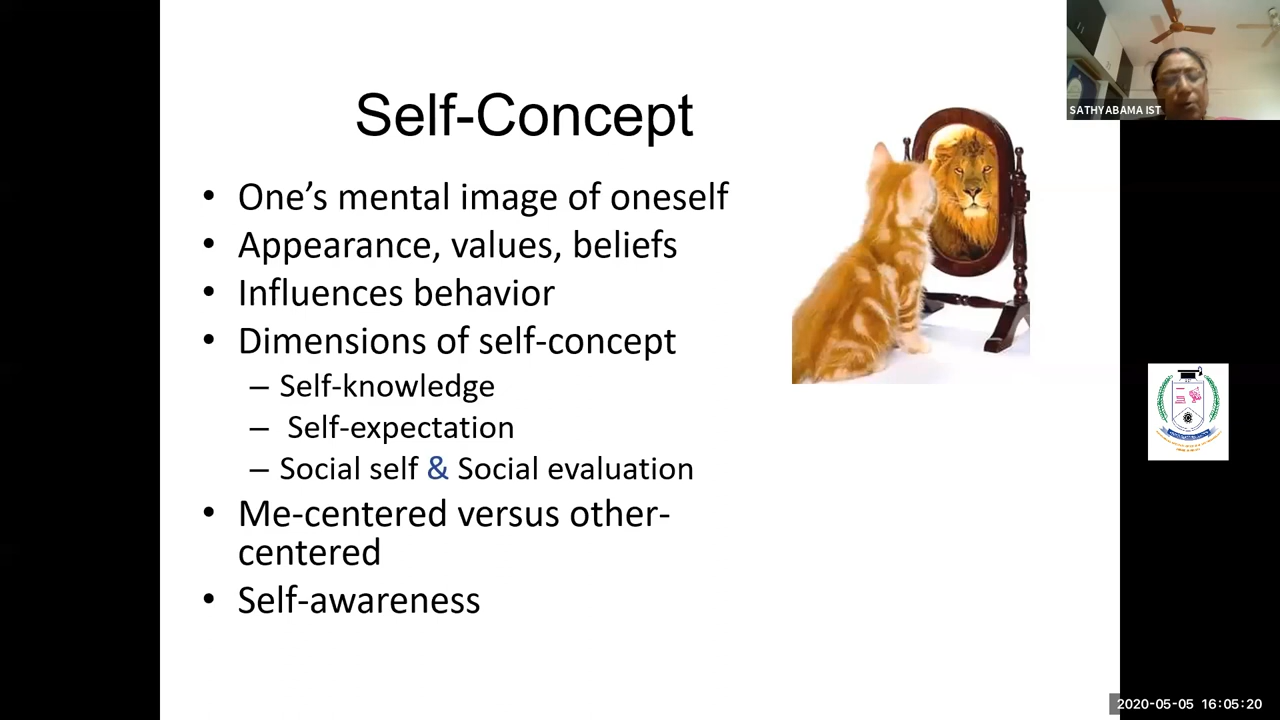 Self-Concept
• One’s mental image of oneself
• Appearance, values, beliefs
• Influences behavior
• Dimensions of self-concept
– Self-knowledge
– Self-expectation
– Social self & Social evaluation
• Me-centered versus other-
centered
• Self-awareness
SATHYABAMA IST
2020-05-05 16:05:20